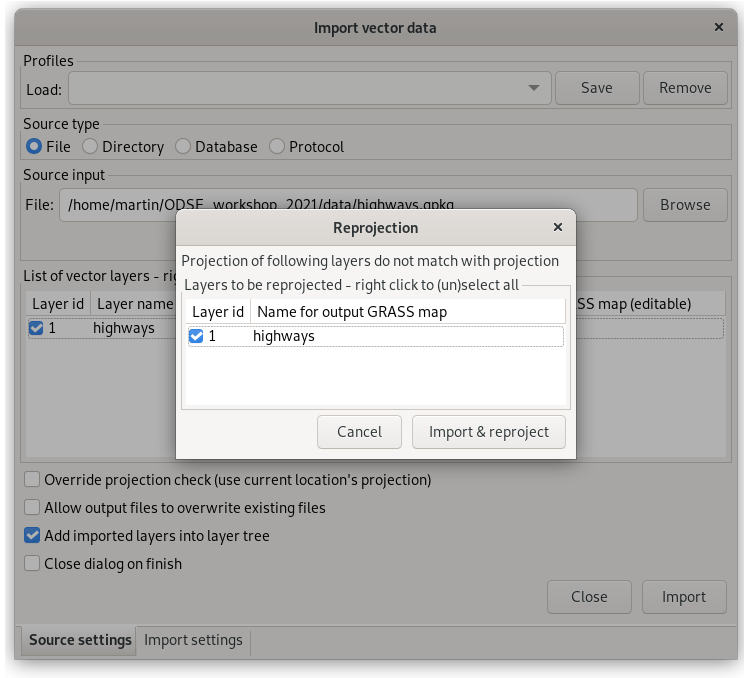 Import vector data
Profiles
Load:
Save
Remove
Source type
File
Directory
Database
Protocol
Source input
File:
/home/martin/ODSE_workshop_2021/data/highways.gpkg
Browse
Reprojection
Projection of following layers do not match with projection
Layers to be reprojected - right click to (un)select all
Layer id
Name for output GRASS map
1
highways
Cancel
Import & reproject
List of vector layers -
Layer id
Layer name
map (editable)
1
highways
Override projection check (use current location's projection)
Allow output files to overwrite existing files
Add imported layers into layer tree
Close dialog on finish
Close
Import
Source settings
Import settings